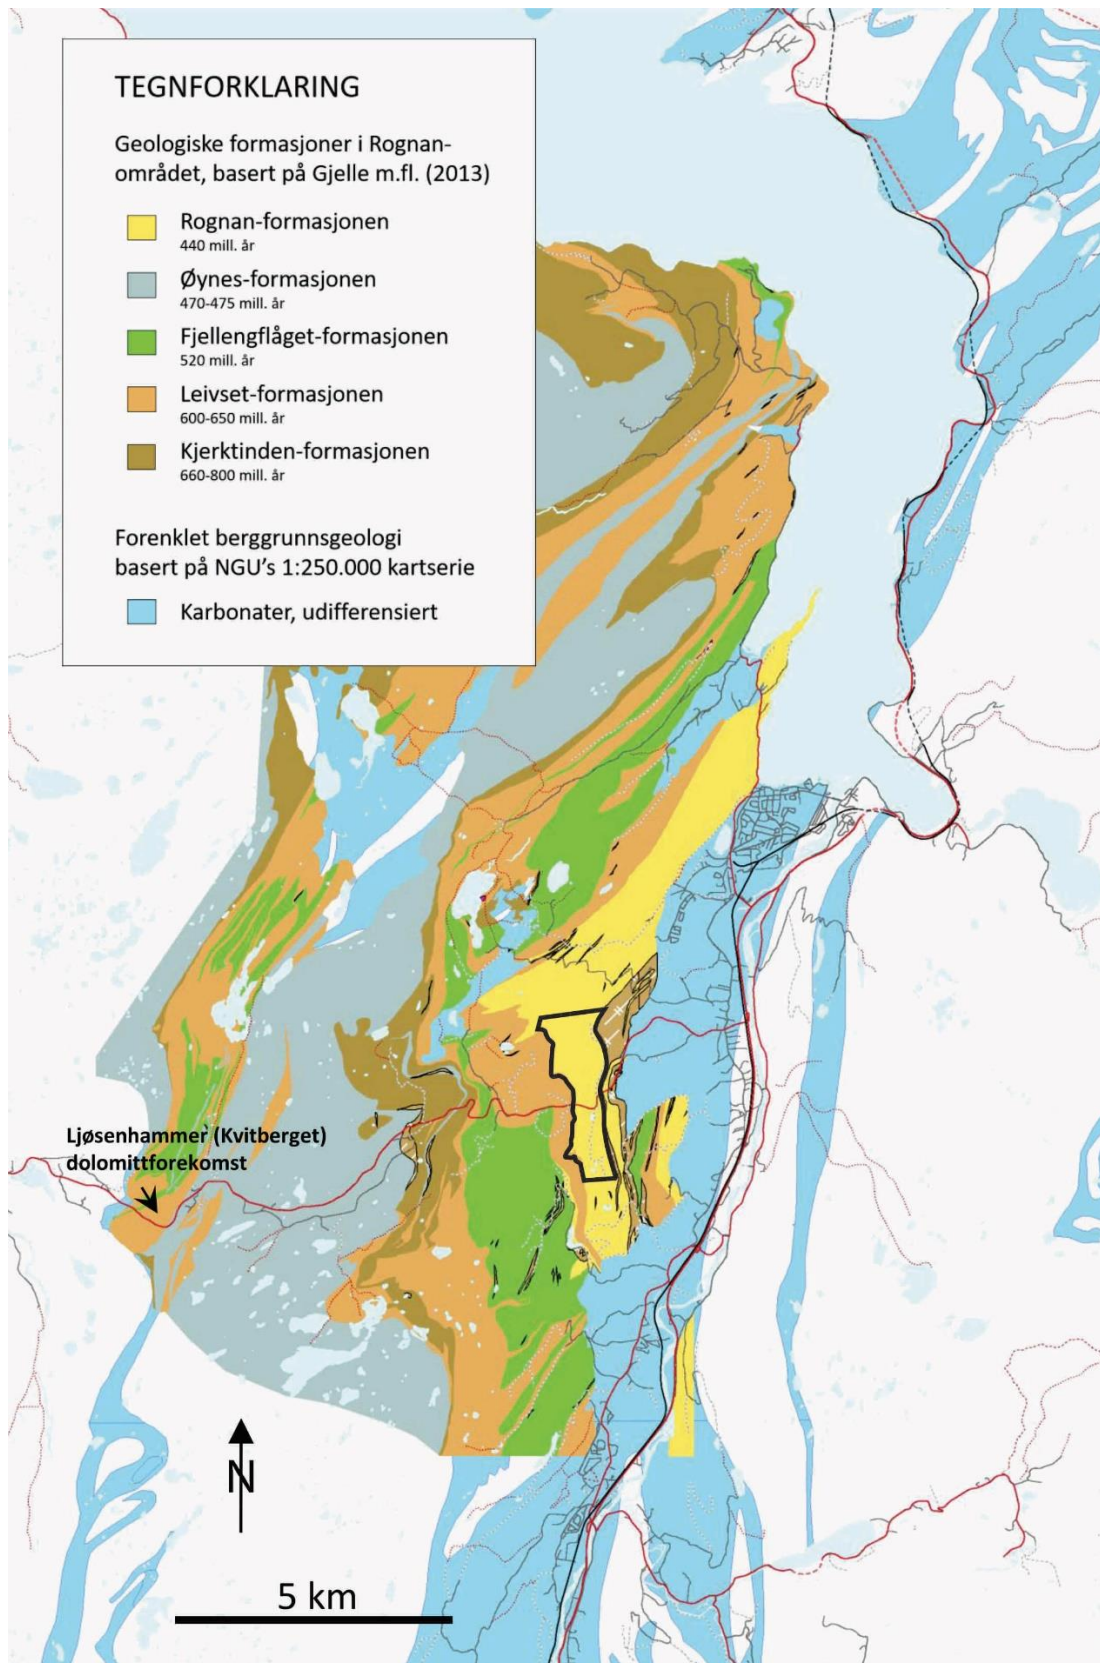 TEGNFORKLARING
Geologiske formasjoner i Rognan-
området, basert på Gjelle m.fl. (2013)
Rognan-formasjonen
440 mill. år
Øynes-formasjonen
470-475 mill. år
Fjellengflåget-formasjonen
520 mill. år
Leivset-formasjonen
600-650 mill. år
Kjerktinden-formasjonen
660-800 mill. år
Forenklet berggrunnsgeologi
basert på NGU's 1:250.000 kartserie
Karbonater, udifferensiert
Ljøsenhammer (Kvitberget)
dolomittforekomst
N
5 km